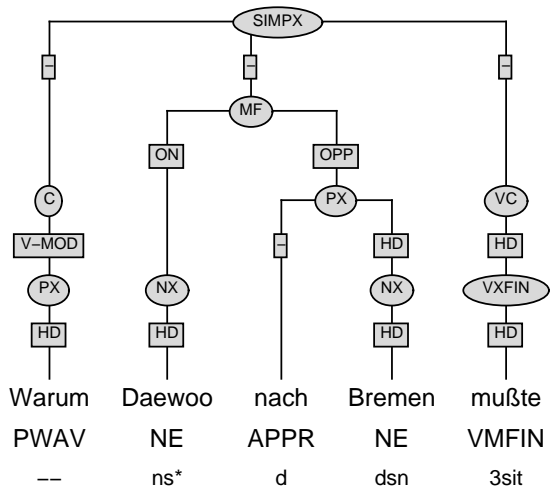 SIMPX
– – –
MF
ON OPP
C PX VC
V–MOD – HD HD
PX NX NX VXFIN
HD HD HD HD
Warum Daewoo nach Bremen mußte
PWAV NE APPR NE VMFIN
–– ns* d dsn 3sit